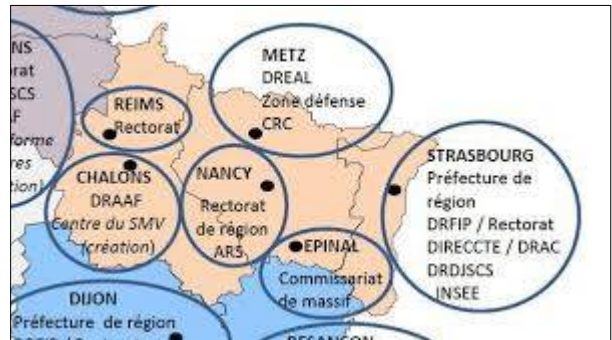 METZ
DREAL
Zone défense
CRC
REIMS
Rectorat
CHALONS
DRAAF
Centre du SMV
(création)
NANCY
Rectorat
de région
ARS
EPINAL
Commissariat
de massif
STRASBOURG
Préfecture de
région
DRFIP / Rectorat
DIRECCTE / DRAC
DRDJSCS
INSEE
DIJON
Préfecture de région